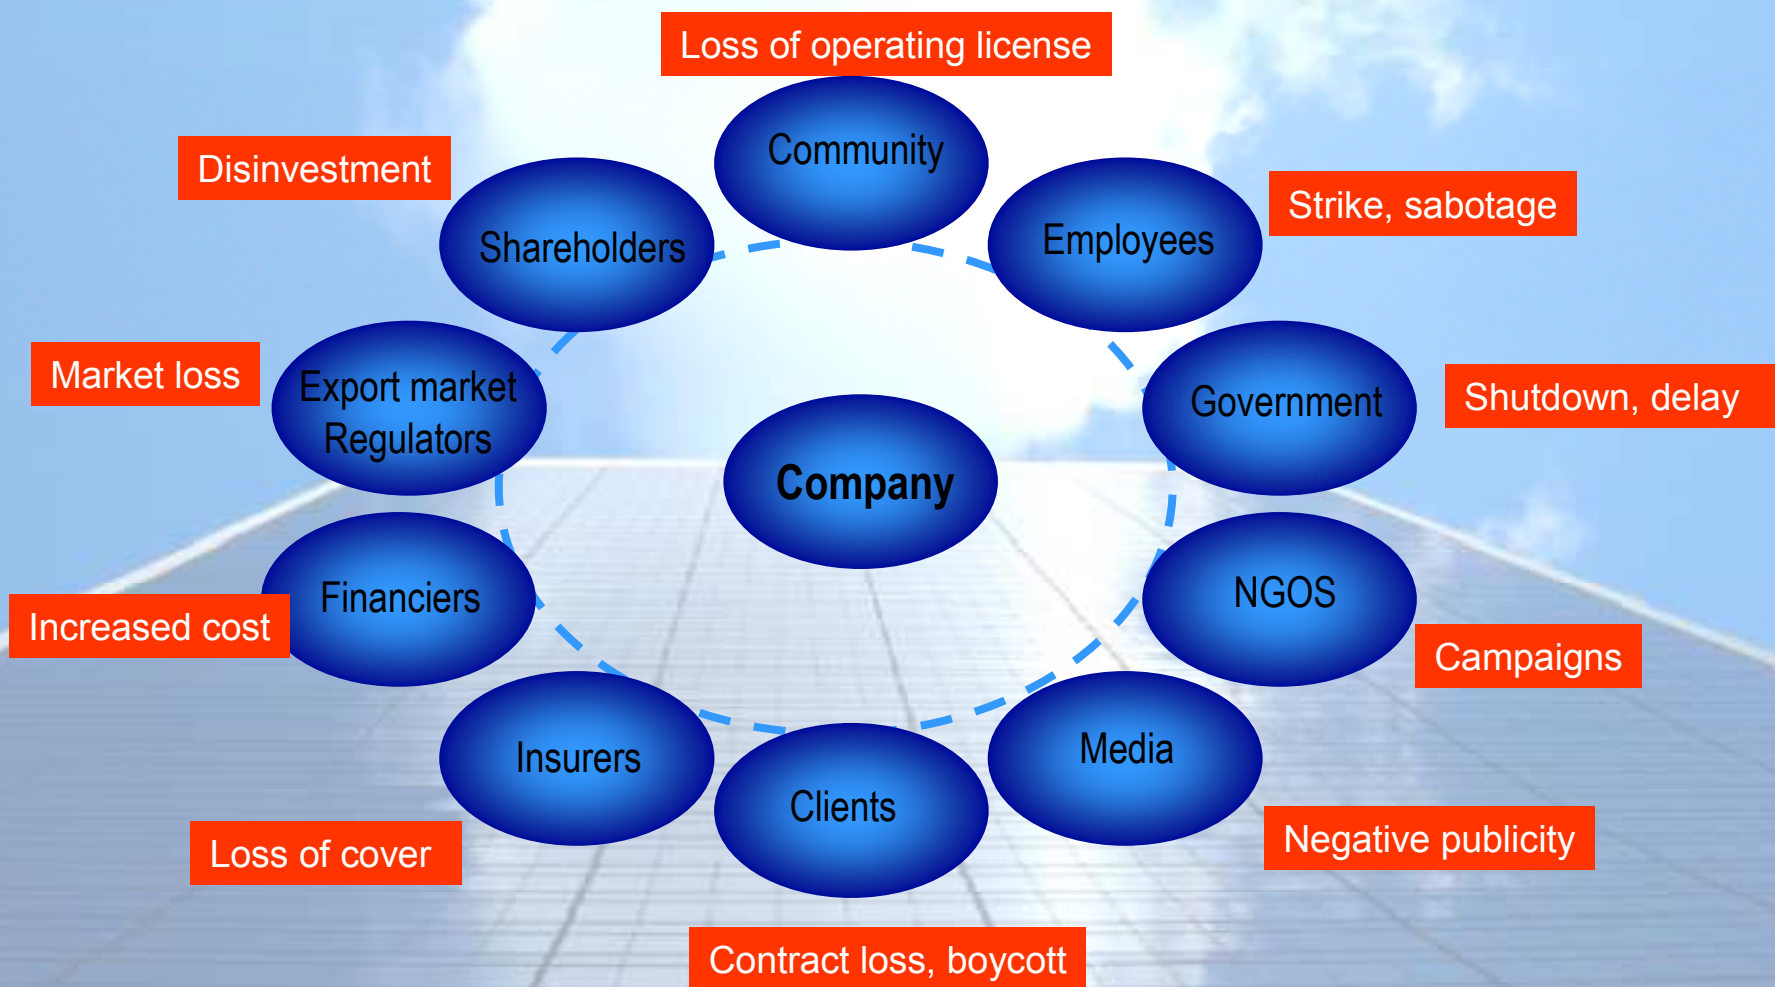 Loss of operating license
Community
Disinvestment
Shareholders
Employees
Strike, sabotage
Market loss
Export market
Regulators
Government
Shutdown, delay
Company
Financiers
Increased cost
NGOS
Campaigns
Insurers
Loss of cover
Clients
Media
Negative publicity
Contract loss, boycott